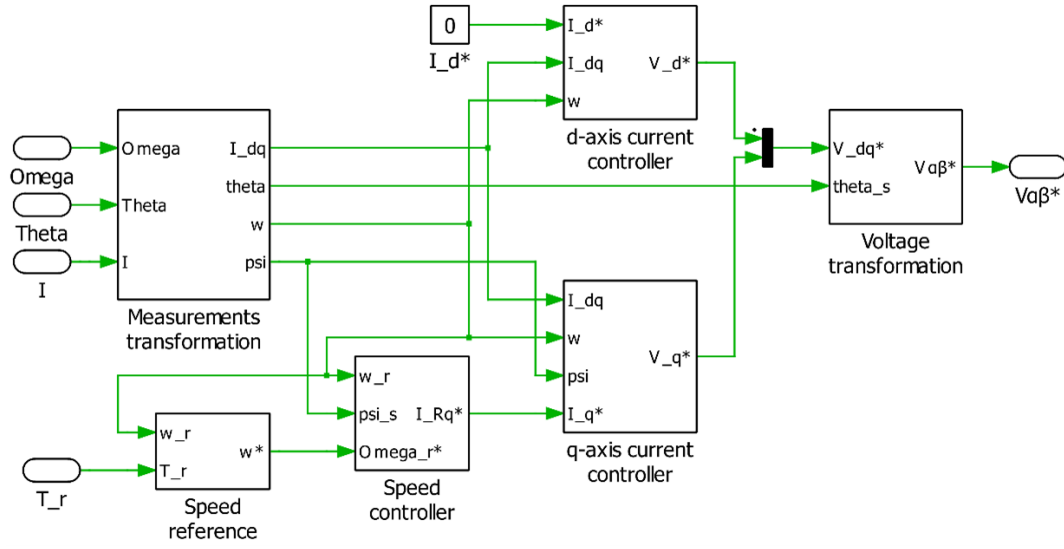 0
I_d*
I_d*
I_dq
w
V_d*
d-axis current
controller
Omega
Theta
I
Omega
Theta
I
I_dq
theta
w
psi
Measurements
transformation
V_dq*
theta_s
Vαβ*
Voltage
transformation
Vαβ*
I_dq
w
psi
I_q*
V_q*
q-axis current
controller
w_r
psi_s
Omega_r*
I_Rq*
Speed
controller
w_r
T_r
w*
Speed
reference
T_r